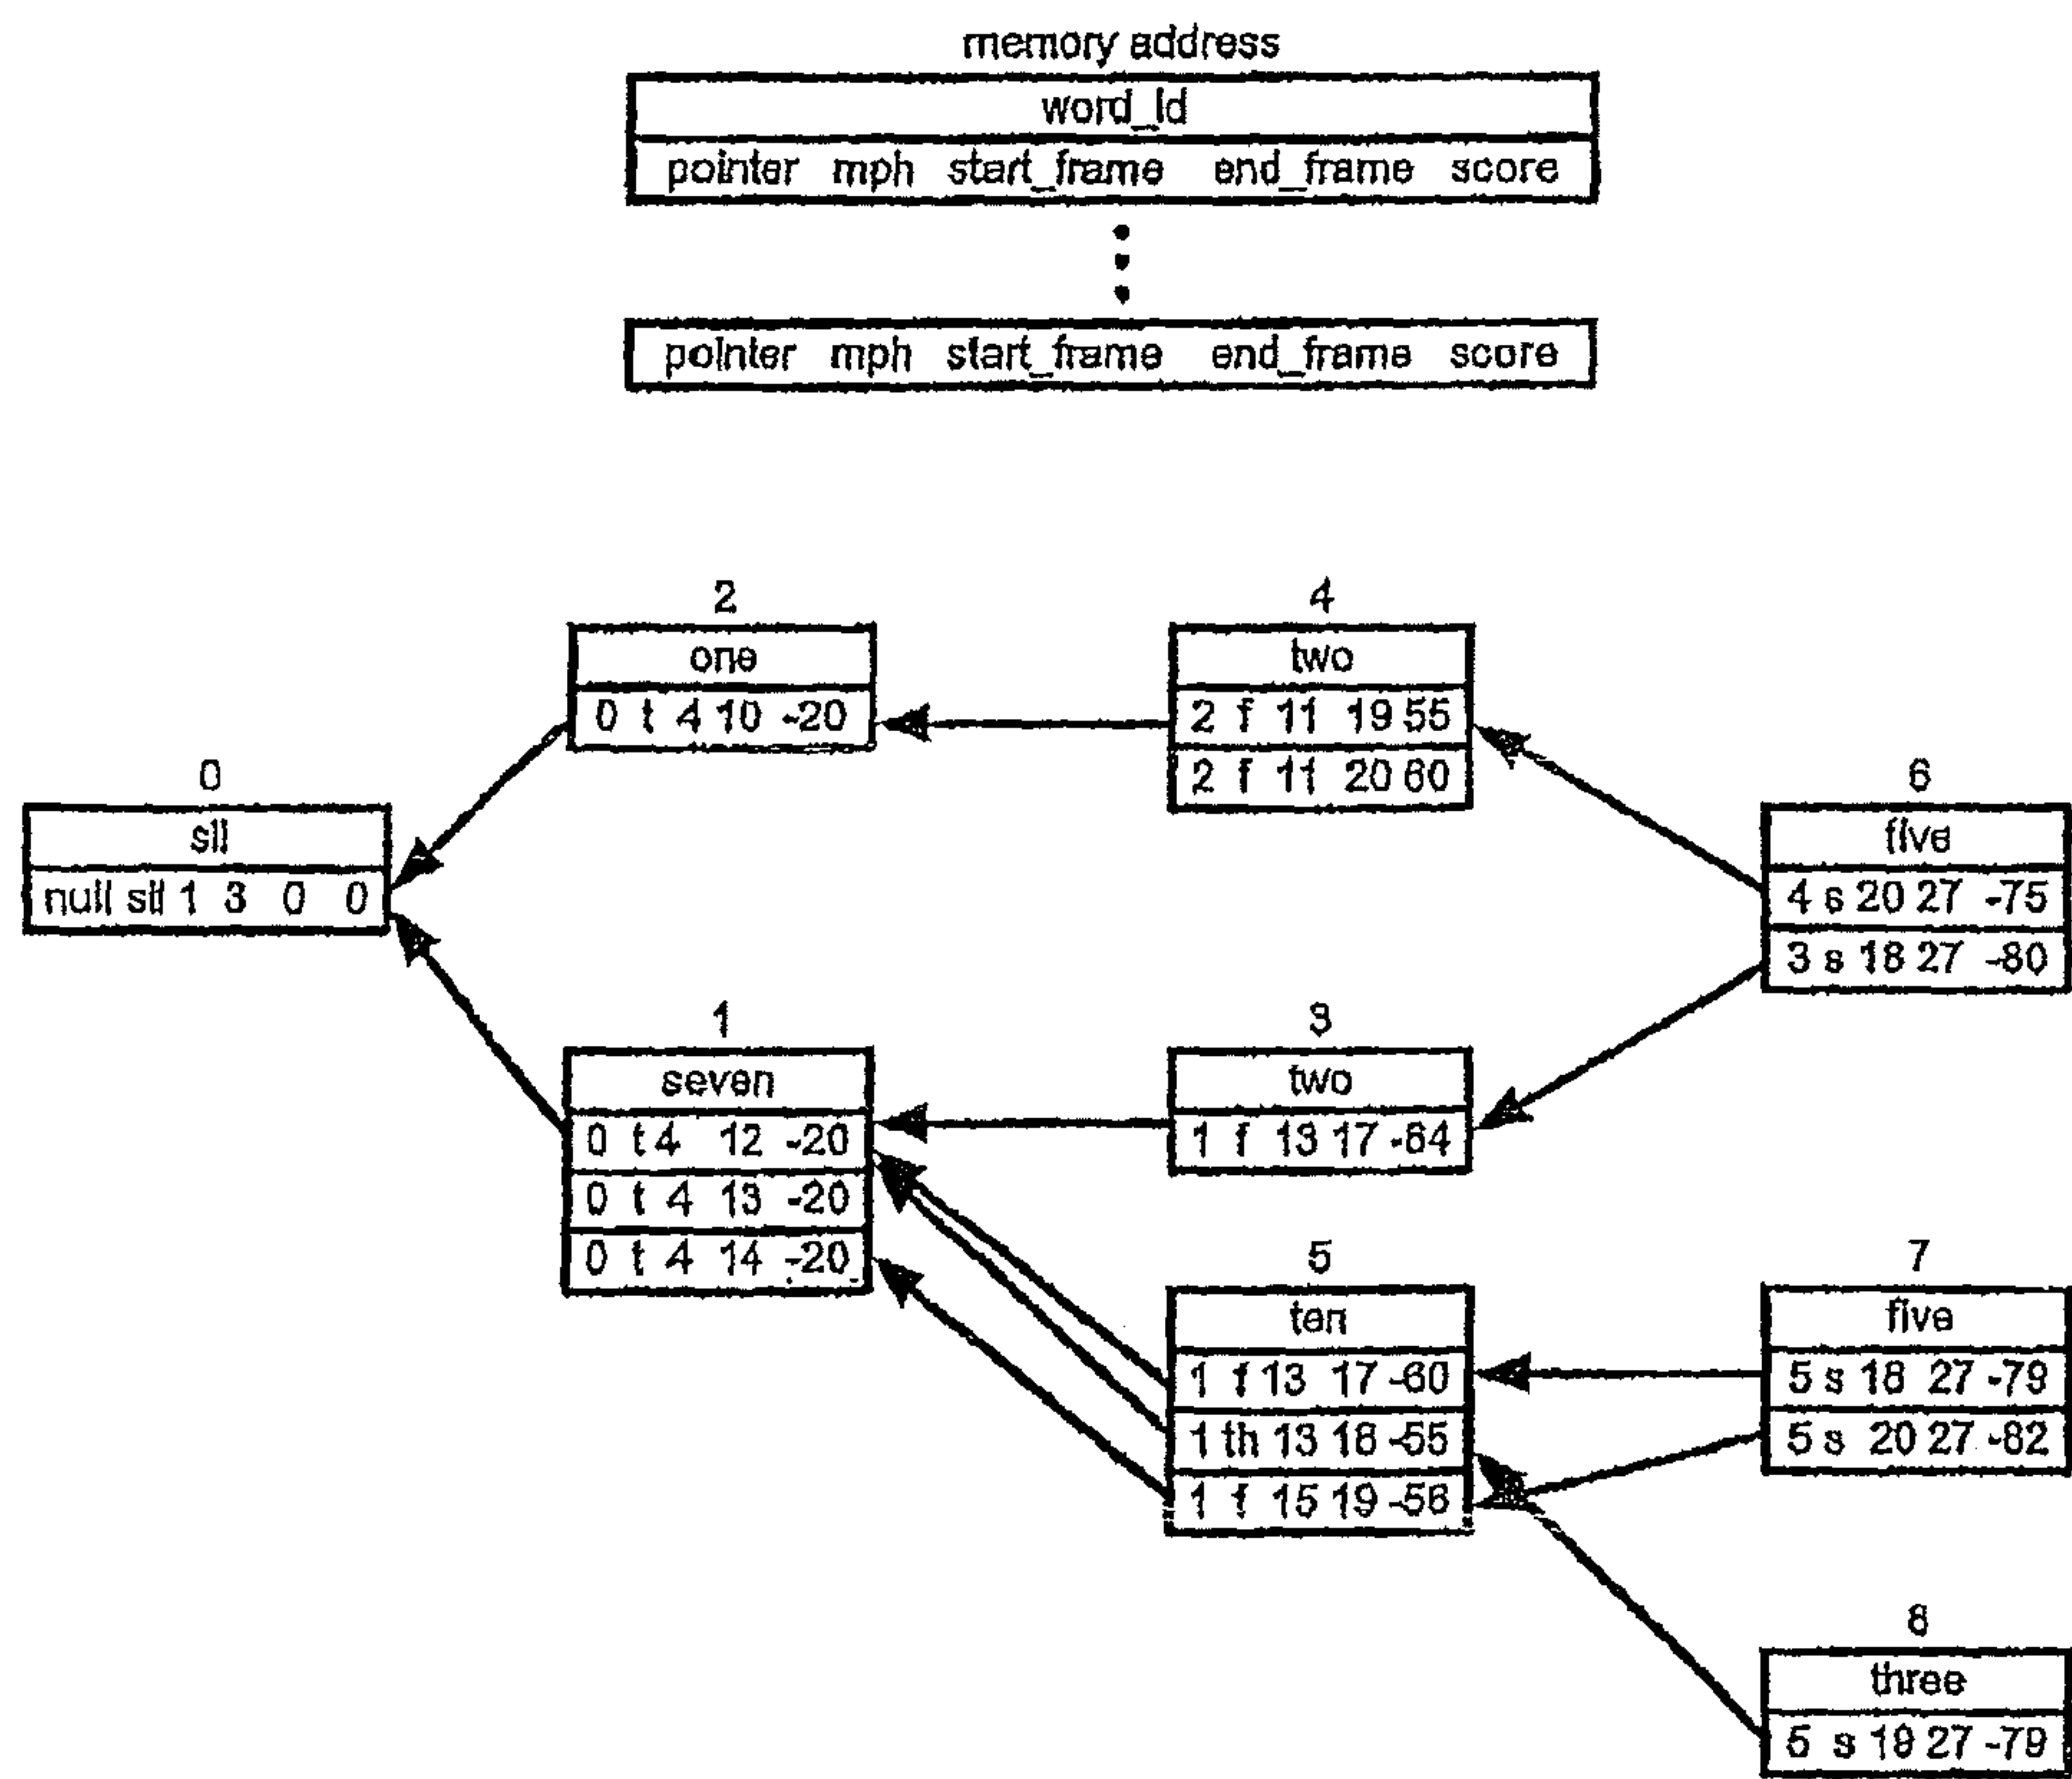 memory address
word_id
pointer mph start_frame end_frame score
pointer mph start_frame end_frame score
2
one
0 t 4 10 -20
4
two
2 f 11 19 55
2 f 11 20 60
0
sil
null sil 1 3 0 0
6
five
4 s 20 27 -75
3 s 18 27 -80
1
seven
0 t 4 12 -20
0 t 4 13 -20
0 t 4 14 -20
3
two
1 f 13 17 -64
5
ten
1 f 13 17 -60
1 th 13 18 -55
1 f 15 19 -56
7
five
5 s 18 27 -79
5 s 20 27 -82
8
three
5 s 19 27 -79